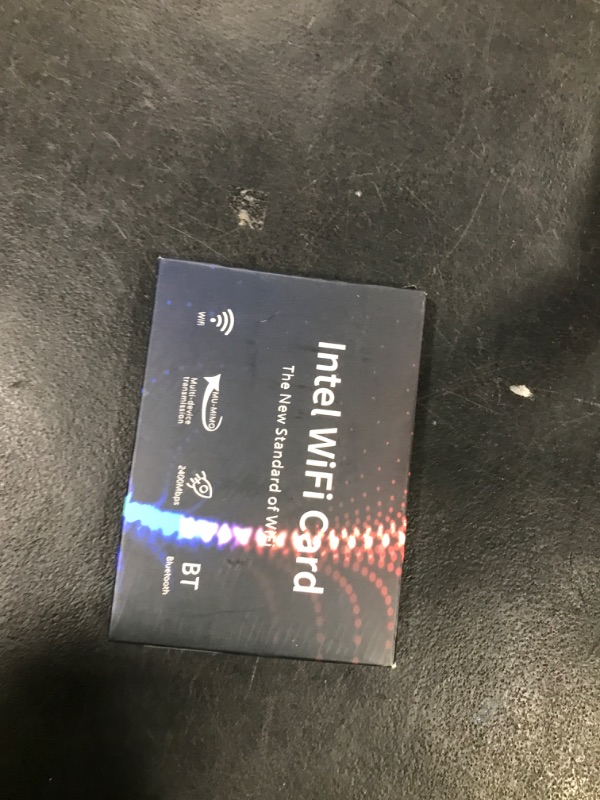 Intel WiFi Card
The New Standard of WiFi
Wifi
MU-MIMO
Multi-device
transmission
2400Mbps
BT
Bluetooth